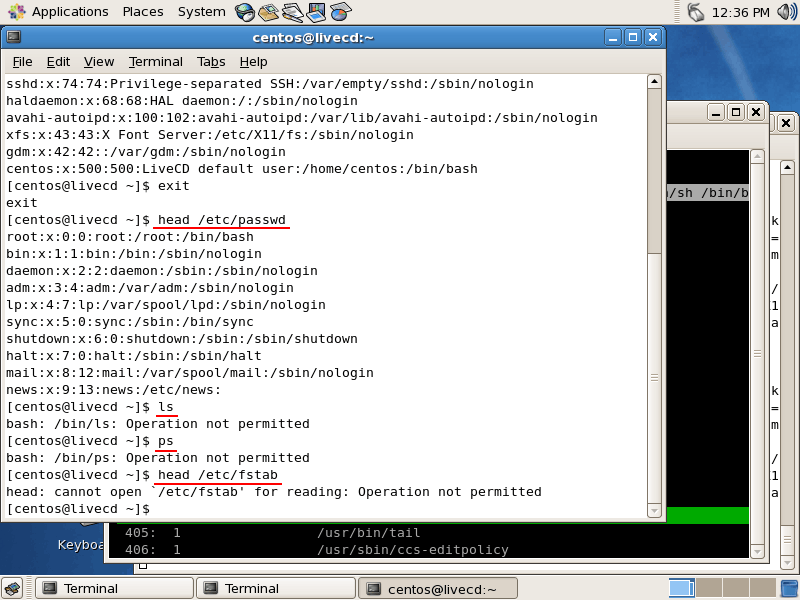 Applications Places System 12:36 PM
centos@livecd:~
File Edit View Terminal Tabs Help
sshd:x:74:74:Privilege-separated SSH:/var/empty/sshd:/sbin/nologin
haldaemon:x:68:68:HAL daemon:/:/sbin/nologin
avahi-autoipd:x:100:102:avahi-autoipd:/var/lib/avahi-autoipd:/sbin/nologin
xfs:x:43:43:X Font Server:/etc/X11/fs:/sbin/nologin
gdm:x:42:42::/var/gdm:/sbin/nologin
centos:x:500:500:LiveCD default user:/home/centos:/bin/bash
[centos@livecd ~]$ exit
exit
[centos@livecd ~]$ head /etc/passwd
root:x:0:0:root:/root:/bin/bash
bin:x:1:1:bin:/bin:/sbin/nologin
daemon:x:2:2:daemon:/sbin:/sbin/nologin
adm:x:3:4:adm:/var/adm:/sbin/nologin
lp:x:4:7:lp:/var/spool/lpd:/sbin/nologin
sync:x:5:0:sync:/sbin:/bin/sync
shutdown:x:6:0:shutdown:/sbin:/sbin/shutdown
halt:x:7:0:halt:/sbin:/sbin/halt
mail:x:8:12:mail:/var/spool/mail:/sbin/nologin
news:x:9:13:news:/etc/news:
[centos@livecd ~]$ ls
bash: /bin/ls: Operation not permitted
[centos@livecd ~]$ ps
bash: /bin/ps: Operation not permitted
[centos@livecd ~]$ head /etc/fstab
head: cannot open `/etc/fstab' for reading: Operation not permitted
[centos@livecd ~]$
/sh /bin/b
k
=
m
/
1
a
k
=
m
/
1
a
405: 1 /usr/bin/tail
406: 1 /usr/sbin/ccs-editpolicy
Keyboa
Terminal Terminal centos@livecd:~